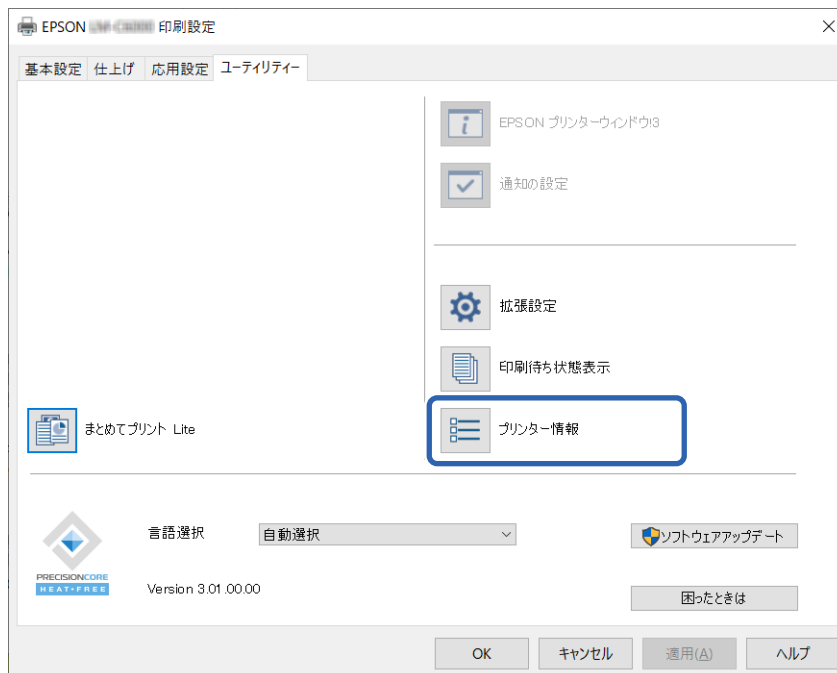 EPSON 印刷設定
基本設定 仕上げ 応用設定 ユーティリティー
EPSON プリンターウィンドウ!3
通知の設定
拡張設定
印刷待ち状態表示
まとめてプリント Lite
プリンター情報
言語選択 自動選択
ソフトウェアアップデート
PRECISIONCORE
HEAT-FREE
Version 3.01.00.00
困ったときは
OK キャンセル 適用(A) ヘルプ